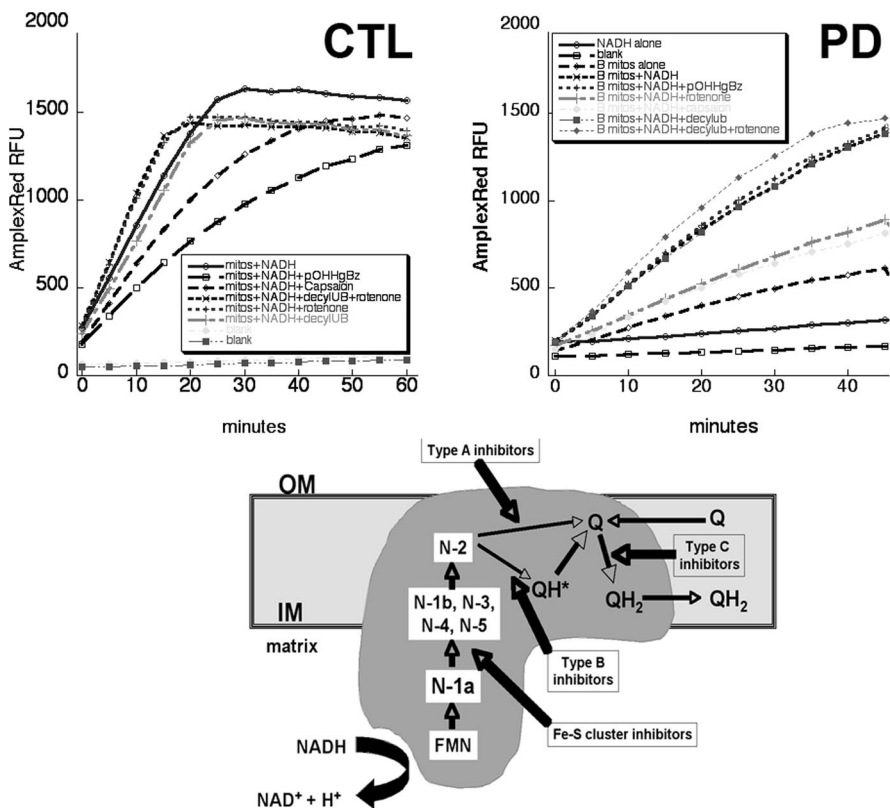 CTL
2000
1500
1000
500
0
AmplexRed RFU
mitos+NADH
mitos+NADH+pOHHgBz
mitos+NADH+Capsaion
mitos+NADH+decylUB+rotenone
mitos+NADH+rotenone
mitos+NADH+decylUB
blank
blank
0 10 20 30 40 50 60
minutes
PD
2000
1500
1000
500
0
AmplexRed RFU
NADH alone
blank
B mitos alone
B mitos+NADH
B mitos+NADH+pOHHgBz
B mitos+NADH+rotenone
B mitos+NADH+capsaion
B mitos+NADH+decylub
B mitos+NADH+decylub+rotenone
0 10 20 30 40
minutes
Type A inhibitors
OM
Q
Q
N-2
Type C
inhibitors
QH*
QH2
QH2
IM
N-1b, N-3,
N-4, N-5
matrix
Type B
inhibitors
N-1a
Fe-S cluster inhibitors
NADH
FMN
NAD+ + H+